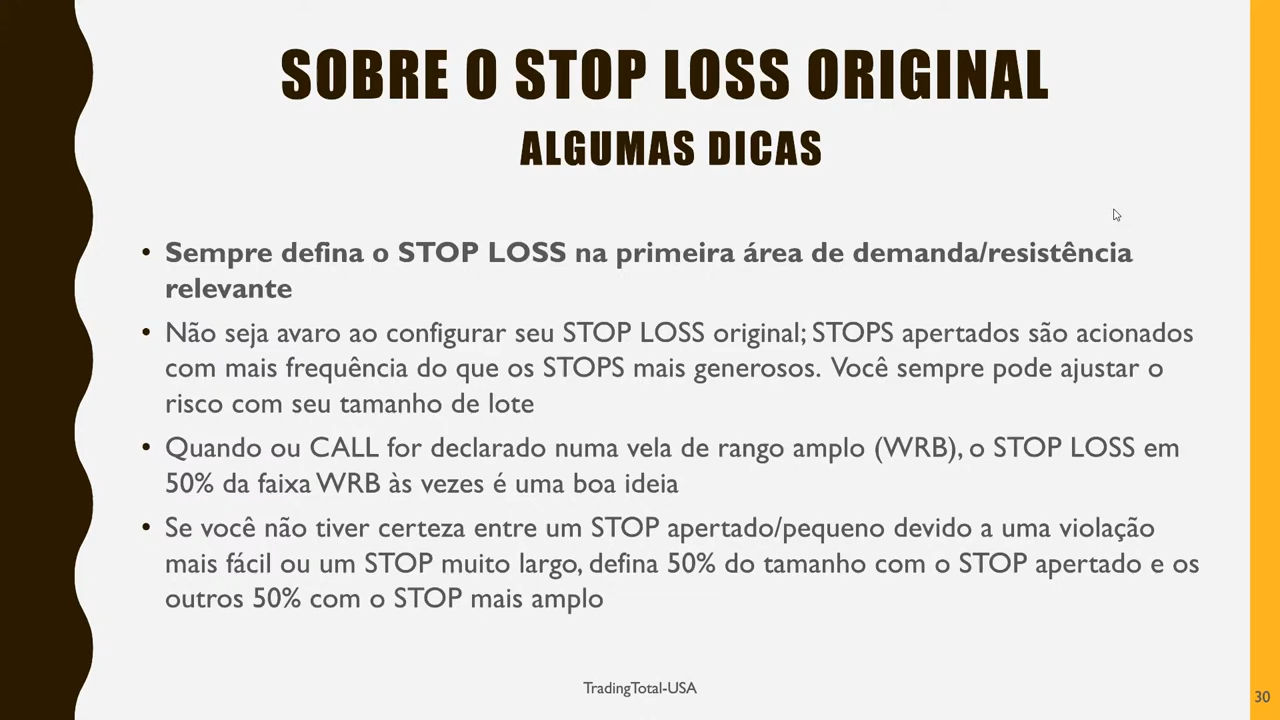 SOBRE O STOP LOSS ORIGINAL
ALGUMAS DICAS
• Sempre defina o STOP LOSS na primeira área de demanda/resistência
relevante
• Não seja avaro ao configurar seu STOP LOSS original; STOPS apertados são acionados
com mais frequência do que os STOPS mais generosos. Você sempre pode ajustar o
risco com seu tamanho de lote
• Quando ou CALL for declarado numa vela de rango amplo (WRB), o STOP LOSS em
50% da faixa WRB às vezes é uma boa ideia
• Se você não tiver certeza entre um STOP apertado/pequeno devido a uma violação
mais fácil ou um STOP muito largo, defina 50% do tamanho com o STOP apertado e os
outros 50% com o STOP mais amplo
TradingTotal-USA
30